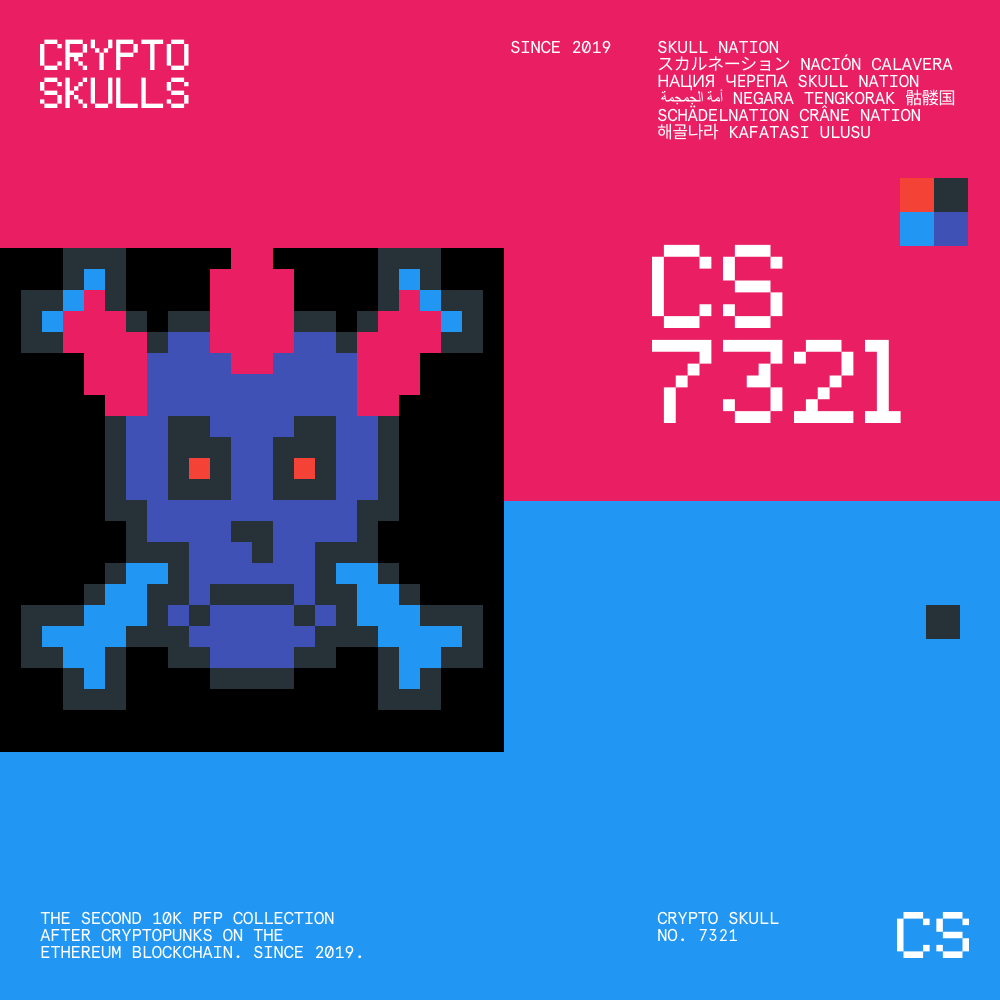 CRYPTO
SKULLS
SINCE 2019
SKULL NATION
スカルネーション NACIÓN CALAVERA
НАЦИЯ ЧЕРЕПА SKULL NATION
أمة الجمجمة NEGARA TENGKORAK 骷髅国
SCHÄDELNATION CRÂNE NATION
해골나라 KAFATASI ULUSU
CS
7321
THE SECOND 10K PFP COLLECTION
AFTER CRYPTOPUNKS ON THE
ETHEREUM BLOCKCHAIN. SINCE 2019.
CRYPTO SKULL
NO. 7321
CS